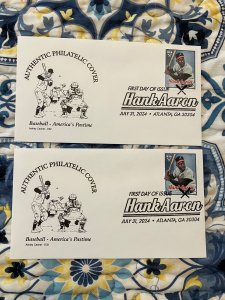 AUTHENTIC PHILATELIC COVER
Baseball - America's Pastime
FIRST DAY OF ISSUE
Hank Aaron
JULY 31, 2024 • ATLANTA, GA 30304
AUTHENTIC PHILATELIC COVER
Baseball - America's Pastime
FIRST DAY OF ISSUE
Hank Aaron
JULY 31, 2024 • ATLANTA, GA 30304